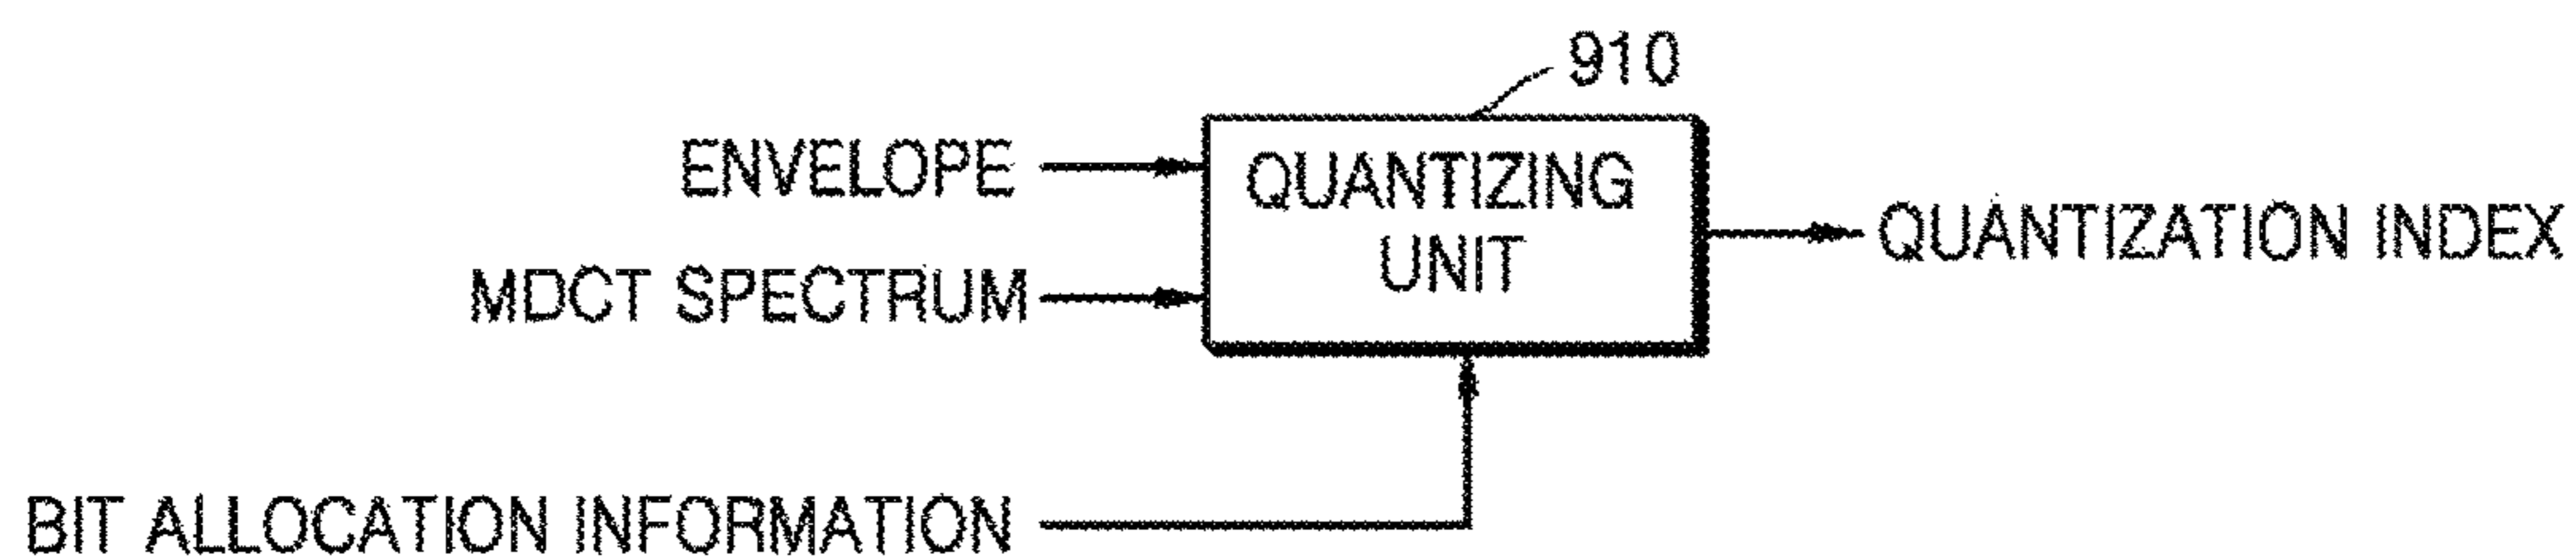 910
ENVELOPE
QUANTIZING
UNIT
QUANTIZATION INDEX
MDCT SPECTRUM
BIT ALLOCATION INFORMATION